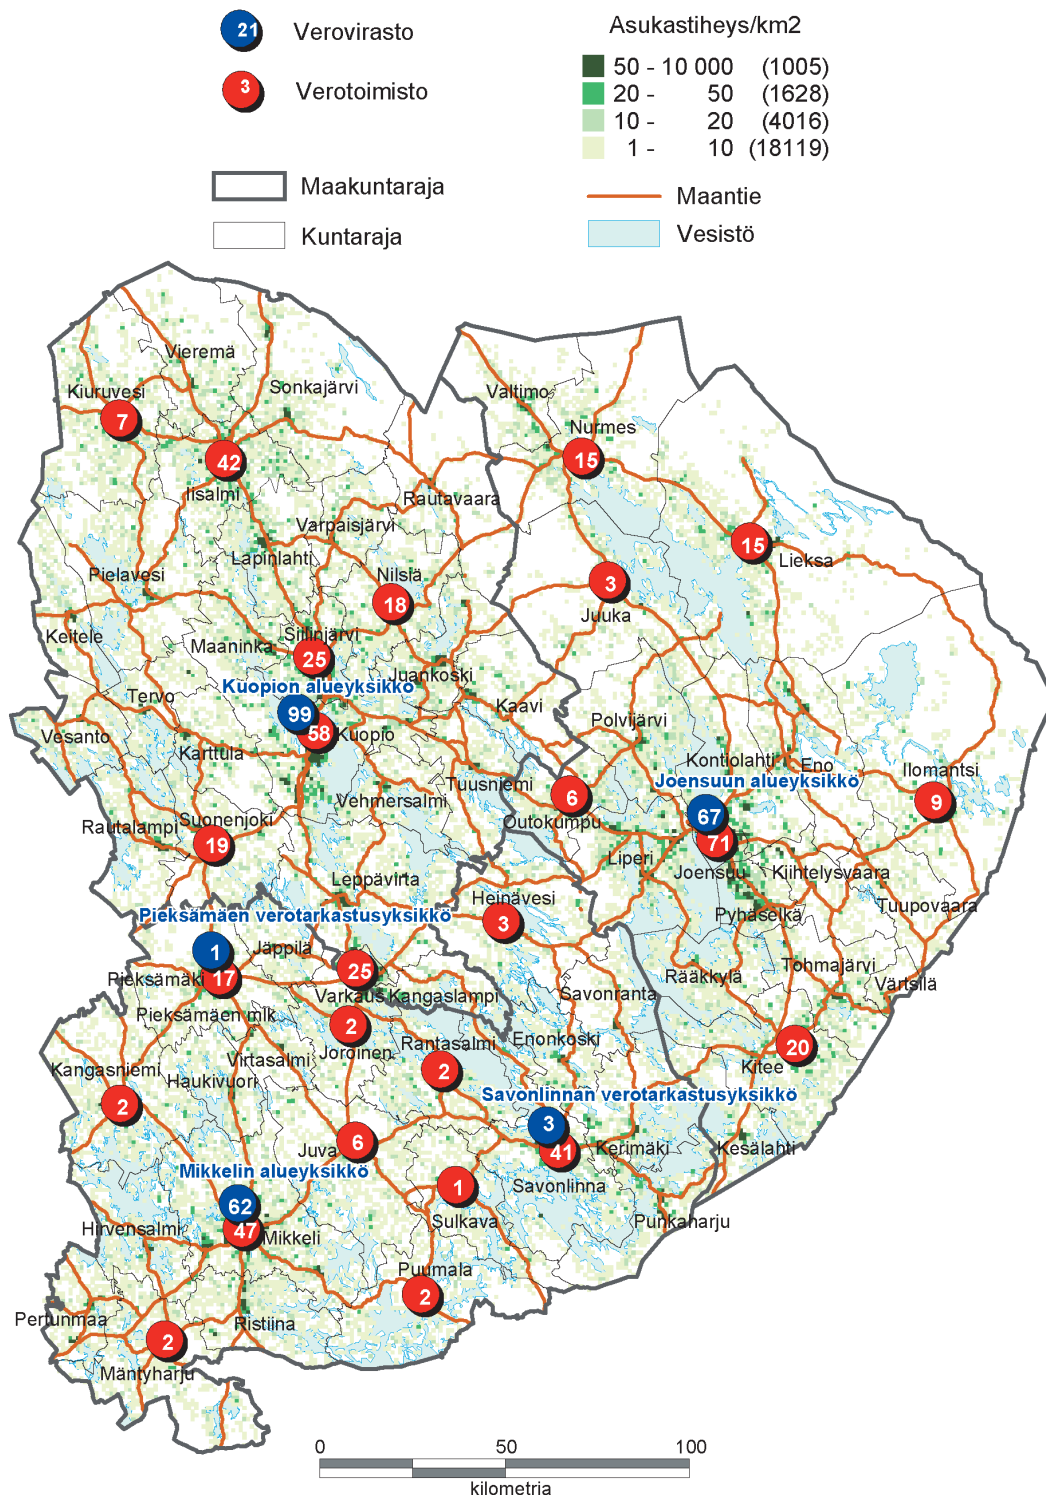 21 Verovirasto
3 Verotoimisto
Maakuntaraja
Kuntaraja
Asukastiheys/km2
50 - 10 000 (1005)
20 - 50 (1628)
10 - 20 (4016)
1 - 10 (18119)
Maantie
Vesistö
Vieremä
Kiuruvesi
Sonkajärvi
7
42
Iisalmi
Valtimo
Nurmes
15
Rautavaara
Varpaisjärvi
Lapinlahti
15
Lieksa
Pielavesi
Nilsiä
18
3
Juuka
Keitele
Maaninka
Siilinjärvi
25
Juankoski
Kuopion alueyksikkö
Tervo
99
58
Kuopio
Kaavi
Vesanto
Karttula
Polvijärvi
Kontiolahti
Eno
Ilomantsi
Tuusniemi
Joensuun alueyksikkö
Vehmersalmi
6
Outokumpu
67
71
Joensuu
9
Rautalampi
Suonenjoki
19
Liperi
Kiihtelysvaara
Leppävirta
Heinävesi
3
Pyhäselkä
Tuupovaara
Pieksämäen verotarkastusyksikkö
1
17
Pieksämäki
Jäppilä
25
Varkaus
Kangaslampi
Savonranta
Rääkkylä
Tohmajärvi
Värtsilä
Pieksämäen mlk
2
Joroinen
Rantasalmi
2
Enonkoski
20
Kitee
Kangasniemi
2
Haukivuori
Virtasalmi
Savonlinnan verotarkastusyksikkö
3
41
Savonlinna
Kerimäki
Kesälahti
Juva
6
Mikkelin alueyksikkö
62
47
Mikkeli
1
Sulkava
Punkaharju
Hirvensalmi
Puumala
2
Pertunmaa
Ristiina
2
Mäntyharju
0 50 100
kilometria